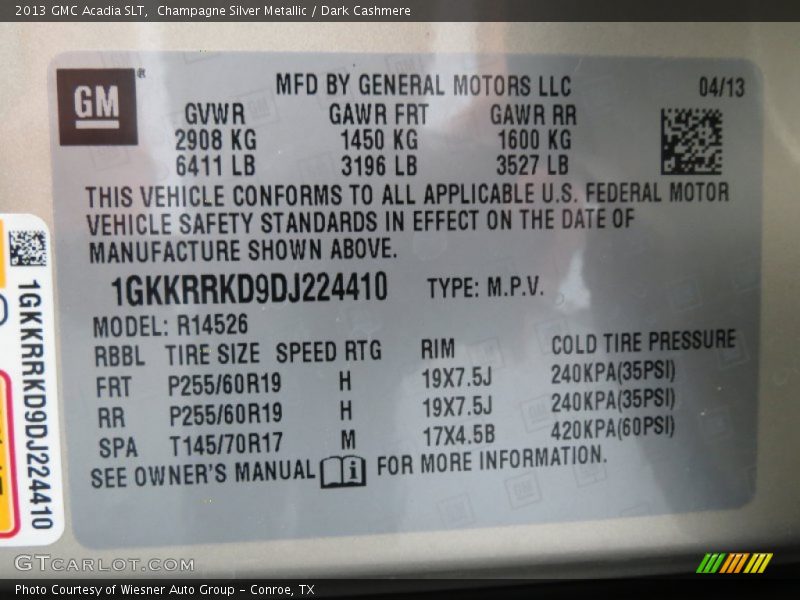 2013 GMC Acadia SLT, Champagne Silver Metallic / Dark Cashmere
GM®
MFD BY GENERAL MOTORS LLC 04/13
GVWR GAWR FRT GAWR RR
2908 KG 1450 KG 1600 KG
6411 LB 3196 LB 3527 LB
THIS VEHICLE CONFORMS TO ALL APPLICABLE U.S. FEDERAL MOTOR
VEHICLE SAFETY STANDARDS IN EFFECT ON THE DATE OF
MANUFACTURE SHOWN ABOVE.
1GKKRRKD9DJ224410 TYPE: M.P.V.
MODEL: R14526
RBBL TIRE SIZE SPEED RTG RIM COLD TIRE PRESSURE
FRT P255/60R19 H 19X7.5J 240KPA(35PSI)
RR P255/60R19 H 19X7.5J 240KPA(35PSI)
SPA T145/70R17 M 17X4.5B 420KPA(60PSI)
SEE OWNER'S MANUAL FOR MORE INFORMATION.
1GKKRRKD9DJ224410
GTCARLOT.COM
Photo Courtesy of Wiesner Auto Group - Conroe, TX